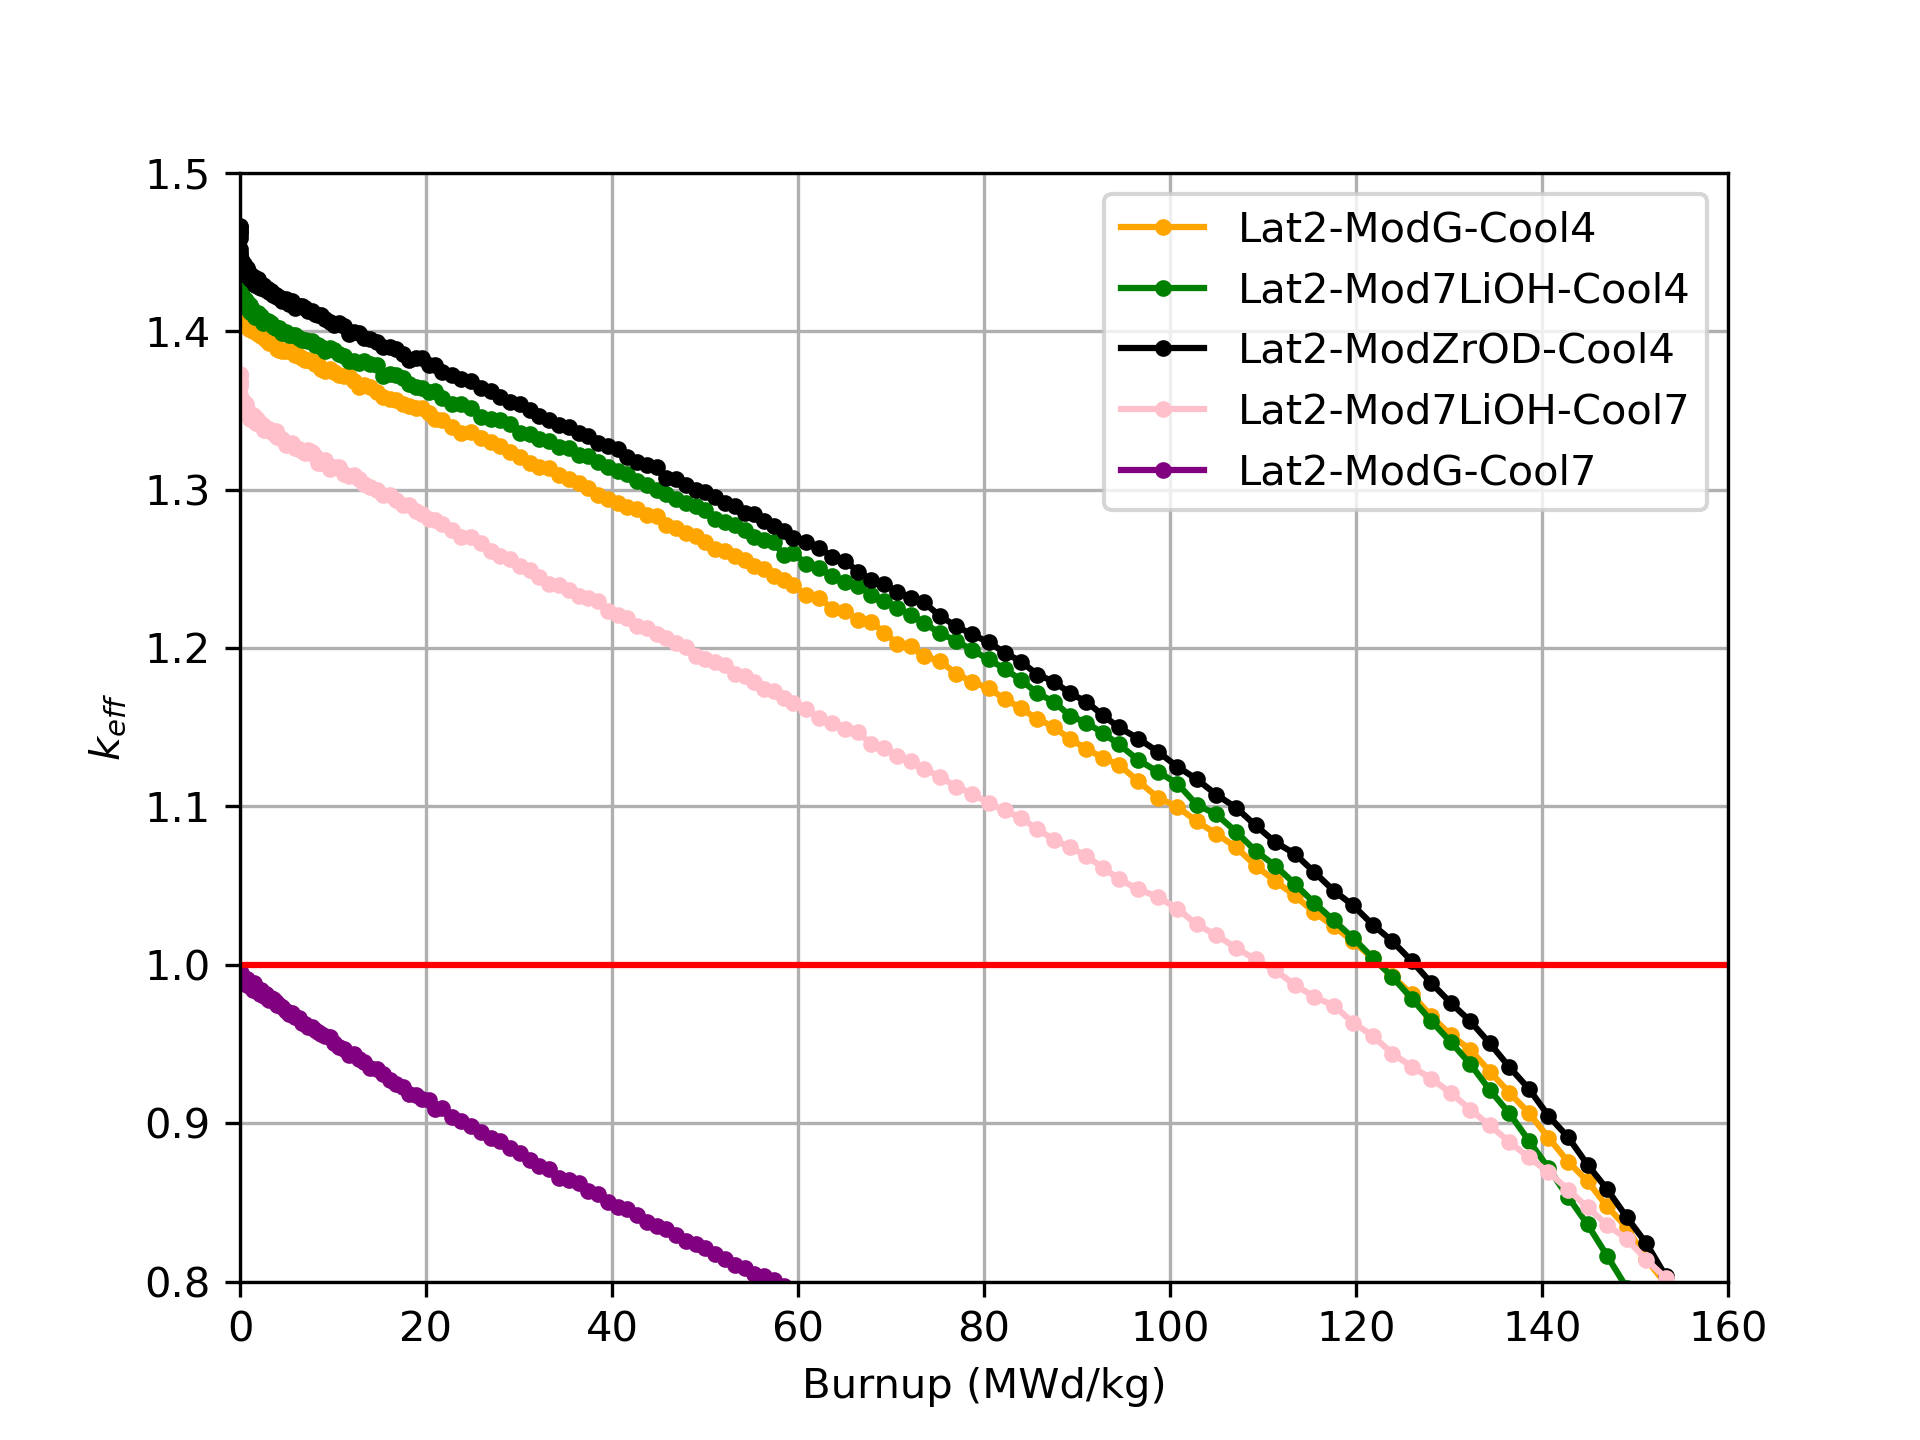 1.5
1.4
1.3
1.2
1.1
1.0
0.9
0.8
k_eff
Lat2-ModG-Cool4
Lat2-Mod7LiOH-Cool4
Lat2-ModZrOD-Cool4
Lat2-Mod7LiOH-Cool7
Lat2-ModG-Cool7
0 20 40 60 80 100 120 140 160
Burnup (MWd/kg)